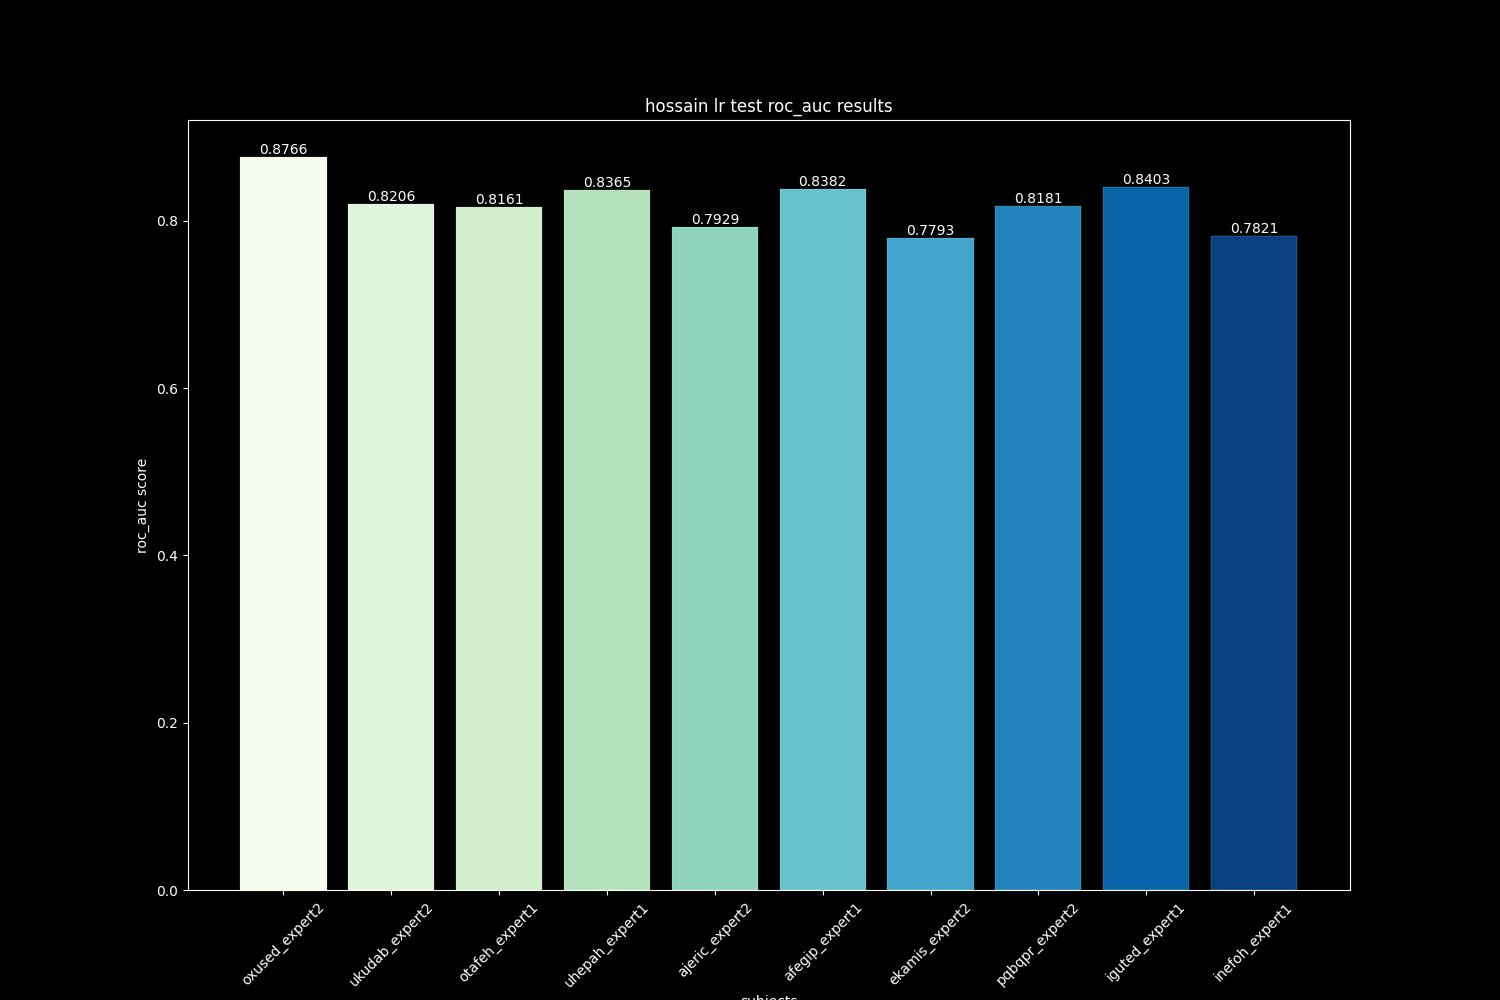 hossain lr test roc_auc results
0.8766
0.8206
0.8161
0.8365
0.7929
0.8382
0.7793
0.8181
0.8403
0.7821
roc_auc score
0.8
0.6
0.4
0.2
0.0
oxused_expert2
ukudab_expert2
otafeh_expert1
uhepah_expert1
ajeric_expert2
afegip_expert1
ekamis_expert2
pqbqpr_expert2
iguted_expert1
inefoh_expert1
subjects